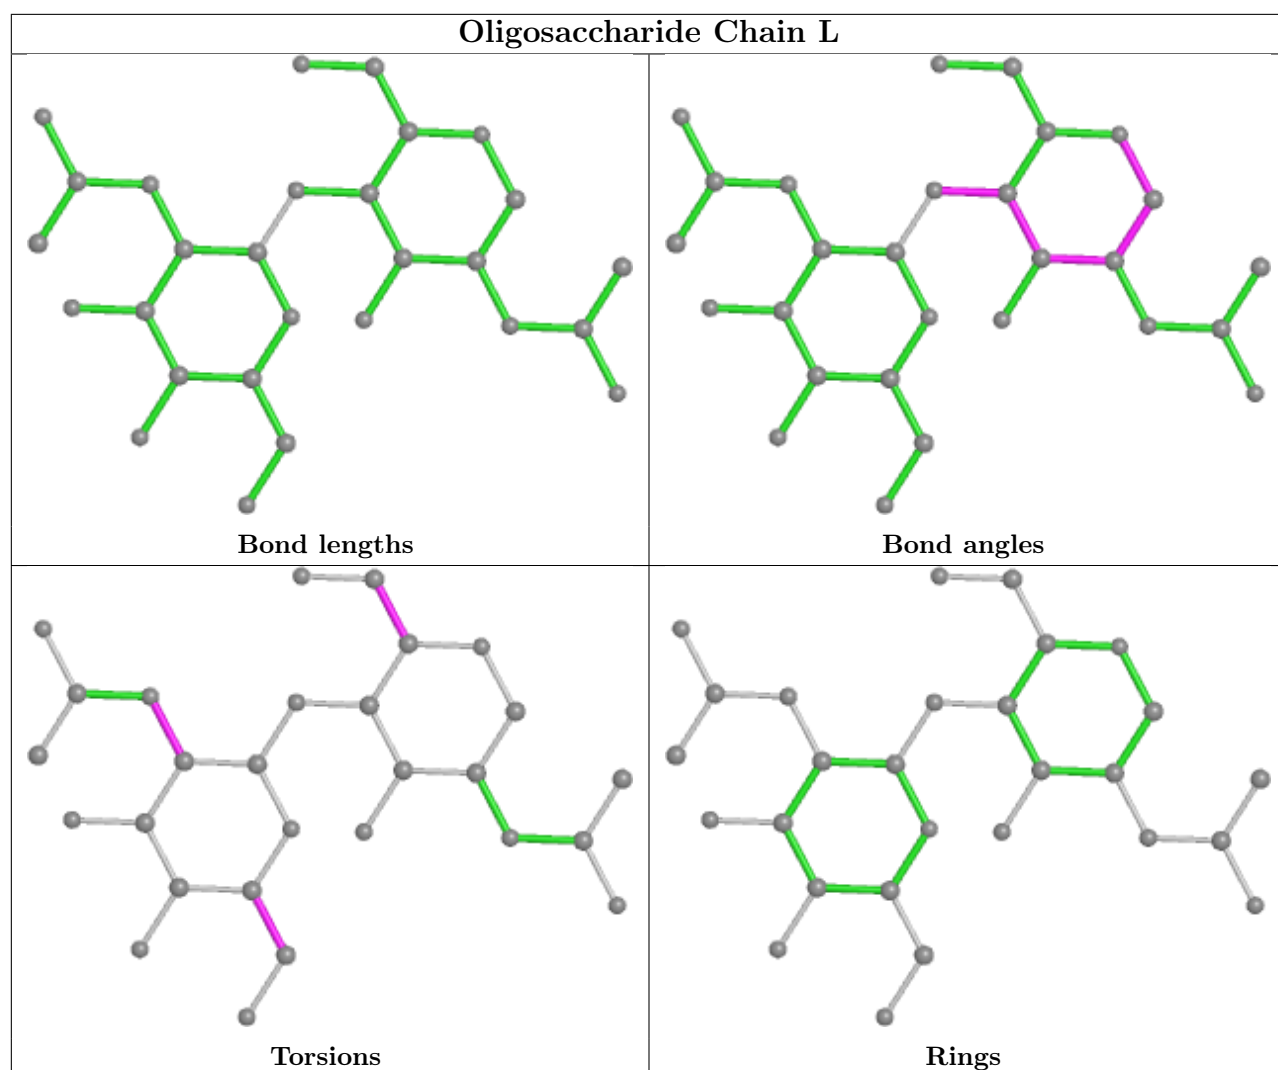 Oligosaccharide Chain L
Bond lengths
Bond angles
Torsions
Rings